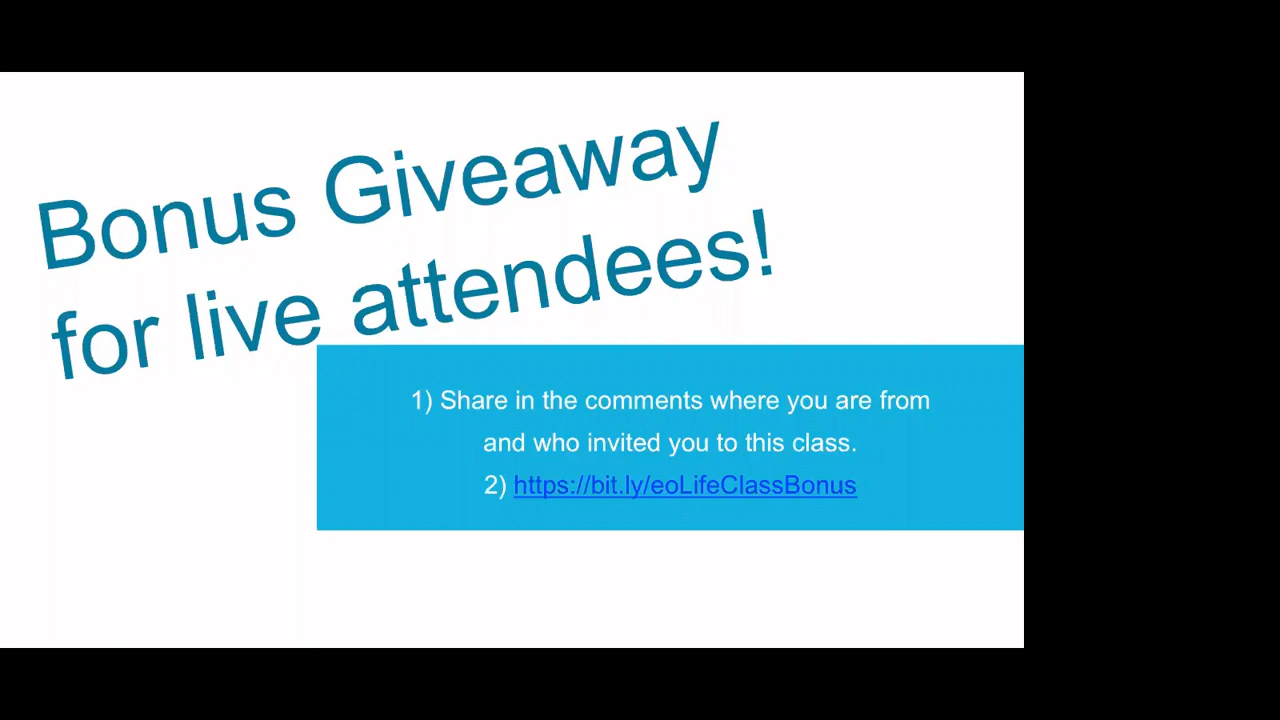 Bonus Giveaway
for live attendees!
1) Share in the comments where you are from
and who invited you to this class.
2) https://bit.ly/eoLifeClassBonus